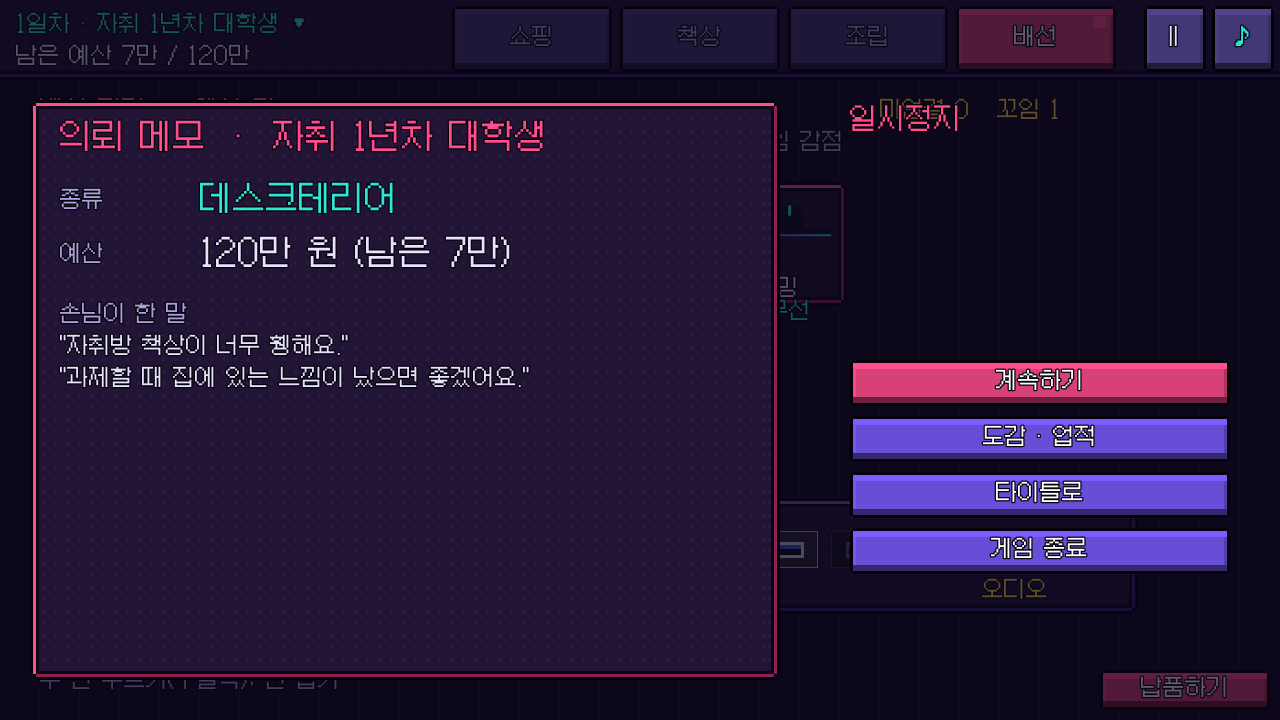 1일차 · 자취 1년차 대학생 ▼
남은 예산 7만 / 120만
쇼핑
책상
조립
배선
의뢰 메모 · 자취 1년차 대학생
종류 데스크테리어
예산 120만 원 (남은 7만)
손님이 한 말
"자취방 책상이 너무 휑해요."
"과제할 때 집에 있는 느낌이 났으면 좋겠어요."
일시정지
꼬임 1
감점
계속하기
도감 · 업적
타이틀로
게임 종료
오디오
납품하기